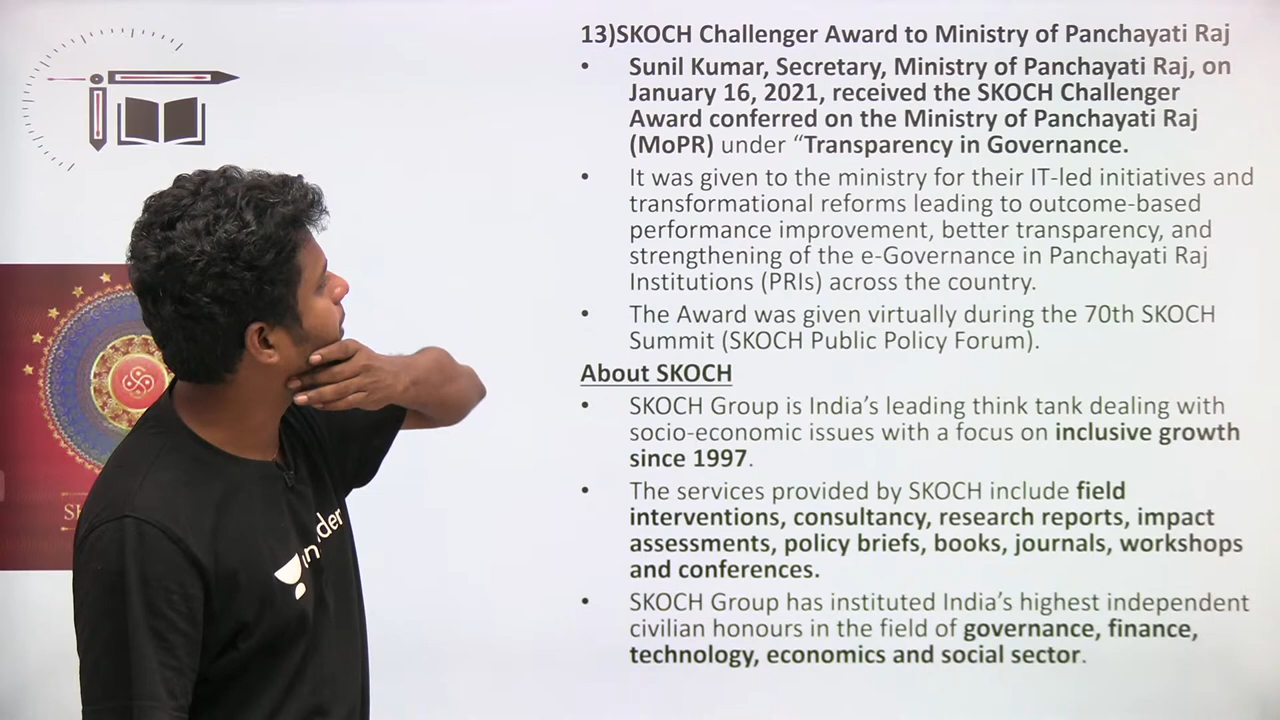 13)SKOCH Challenger Award to Ministry of Panchayati Raj
• Sunil Kumar, Secretary, Ministry of Panchayati Raj, on
January 16, 2021, received the SKOCH Challenger
Award conferred on the Ministry of Panchayati Raj
(MoPR) under “Transparency in Governance.
• It was given to the ministry for their IT-led initiatives and
transformational reforms leading to outcome-based
performance improvement, better transparency, and
strengthening of the e-Governance in Panchayati Raj
Institutions (PRIs) across the country.
• The Award was given virtually during the 70th SKOCH
Summit (SKOCH Public Policy Forum).
About SKOCH
• SKOCH Group is India’s leading think tank dealing with
socio-economic issues with a focus on inclusive growth
since 1997.
• The services provided by SKOCH include field
interventions, consultancy, research reports, impact
assessments, policy briefs, books, journals, workshops
and conferences.
• SKOCH Group has instituted India’s highest independent
civilian honours in the field of governance, finance,
technology, economics and social sector.